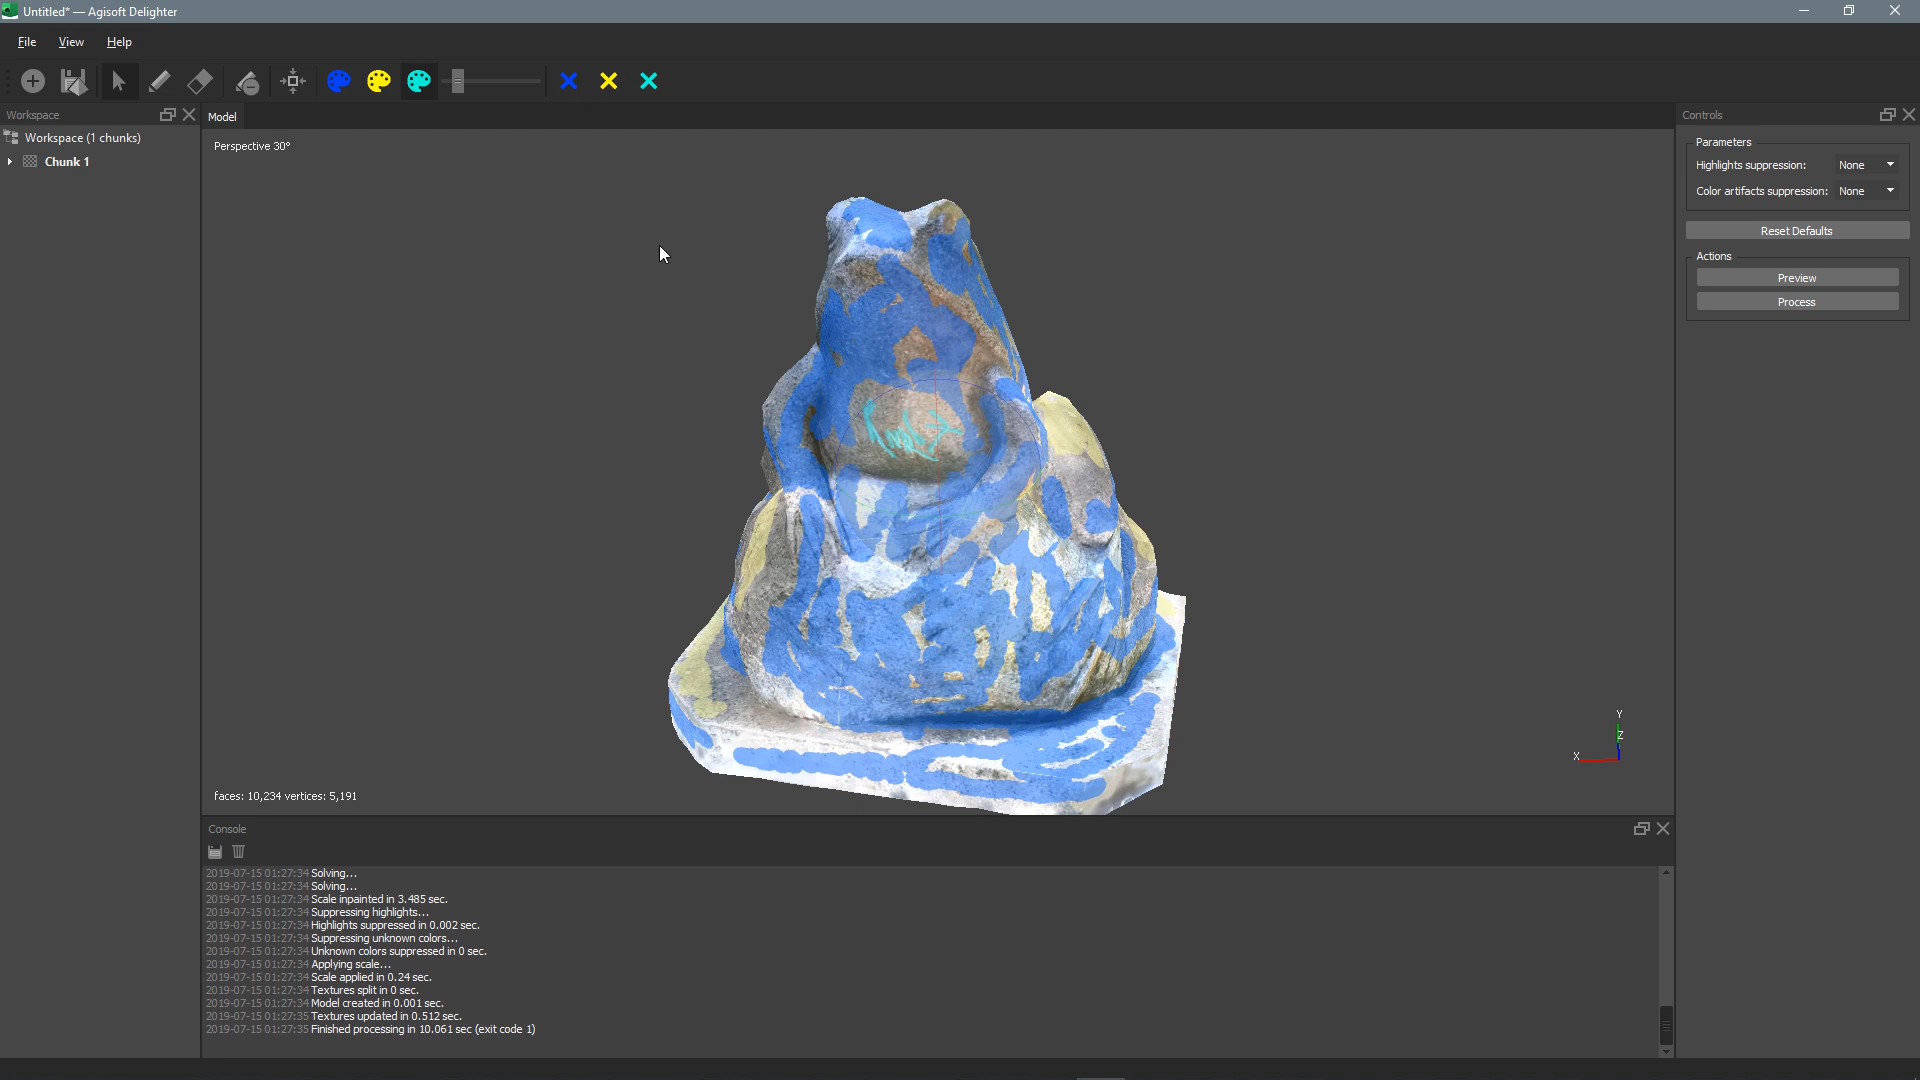 Untitled* — Agisoft Delighter
File View Help
Workspace
Workspace (1 chunks)
Chunk 1
Model
Perspective 30°
faces: 10,234 vertices: 5,191
X Y Z
Controls
Parameters
Highlights suppression: None
Color artifacts suppression: None
Reset Defaults
Actions
Preview
Process
Console
2019-07-15 01:27:34 Solving...
2019-07-15 01:27:34 Solving...
2019-07-15 01:27:34 Scale inpainted in 3.485 sec.
2019-07-15 01:27:34 Suppressing highlights...
2019-07-15 01:27:34 Highlights suppressed in 0.002 sec.
2019-07-15 01:27:34 Suppressing unknown colors...
2019-07-15 01:27:34 Unknown colors suppressed in 0 sec.
2019-07-15 01:27:34 Applying scale...
2019-07-15 01:27:34 Scale applied in 0.24 sec.
2019-07-15 01:27:34 Textures split in 0 sec.
2019-07-15 01:27:34 Model created in 0.001 sec.
2019-07-15 01:27:35 Textures updated in 0.512 sec.
2019-07-15 01:27:35 Finished processing in 10.061 sec (exit code 1)